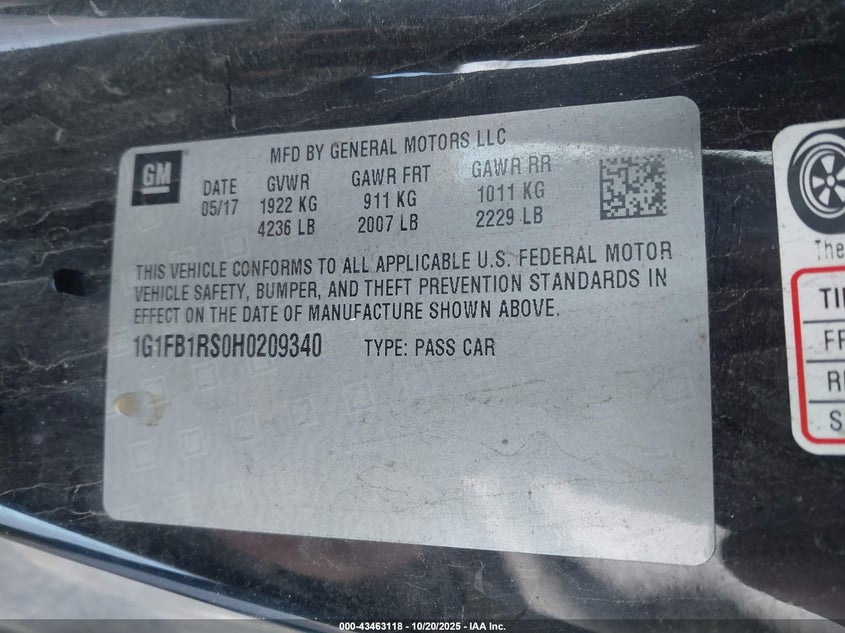 GM
MFD BY GENERAL MOTORS LLC
DATE GVWR GAWR FRT GAWR RR
05/17 1922 KG 911 KG 1011 KG
4236 LB 2007 LB 2229 LB
THIS VEHICLE CONFORMS TO ALL APPLICABLE U.S. FEDERAL MOTOR
VEHICLE SAFETY, BUMPER, AND THEFT PREVENTION STANDARDS IN
EFFECT ON THE DATE OF MANUFACTURE SHOWN ABOVE.
1G1FB1RS0H0209340 TYPE: PASS CAR
The
TI
FR
R
S
000-43463118 - 10/20/2025 - IAA Inc.